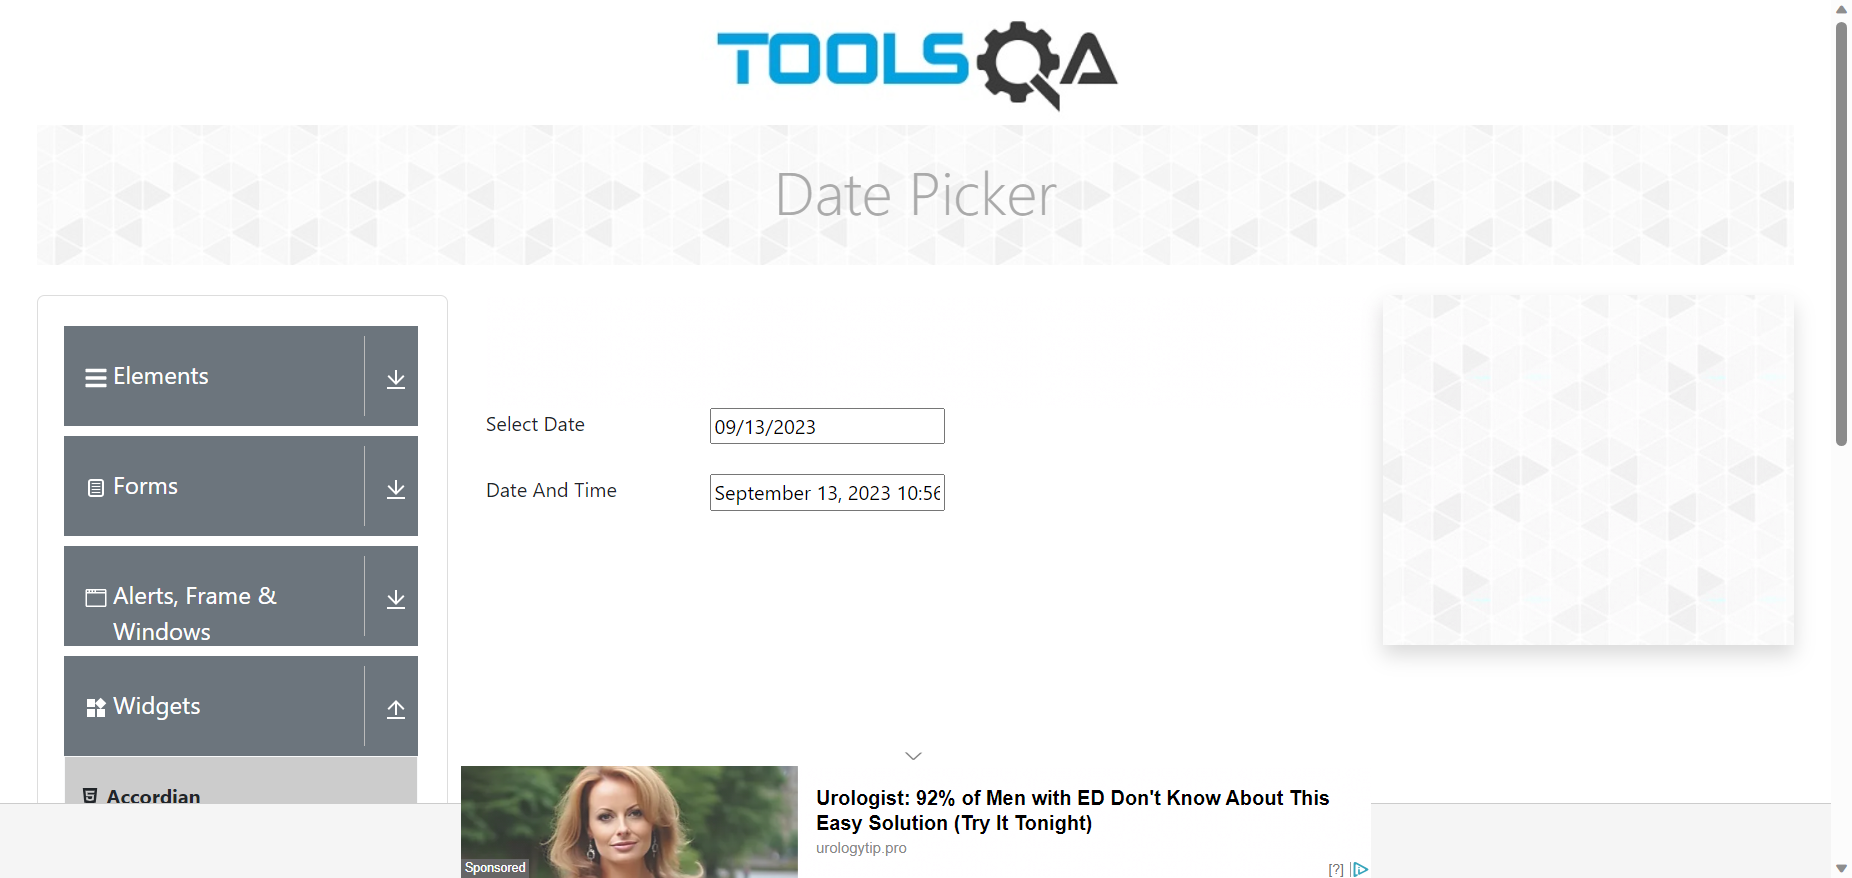 TOOLSQA
Date Picker
Elements
Forms
Alerts, Frame &
Windows
Widgets
Accordian
Select Date
09/13/2023
Date And Time
September 13, 2023 10:56
Sponsored
Urologist: 92% of Men with ED Don't Know About This
Easy Solution (Try It Tonight)
urologytip.pro
[?]